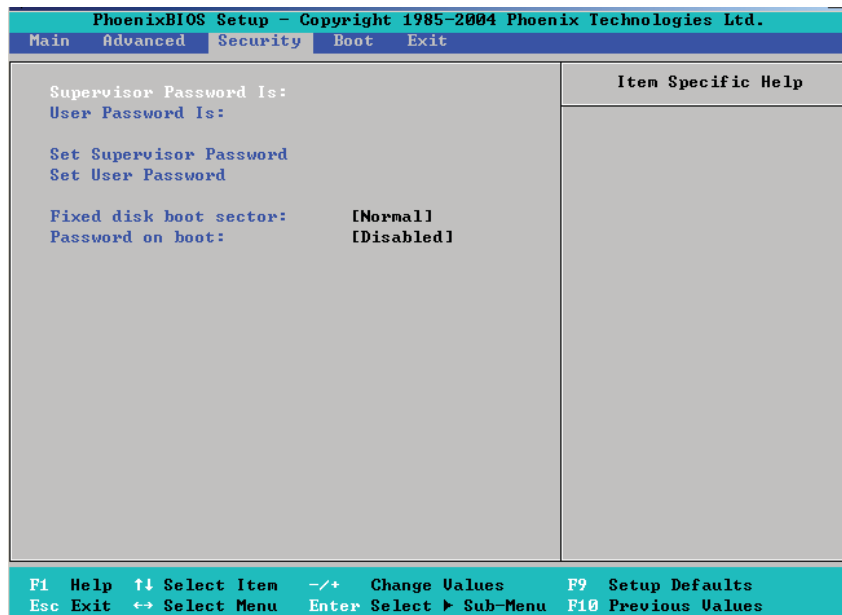 PhoenixBIOS Setup - Copyright 1985-2004 Phoenix Technologies Ltd.
Main Advanced Security Boot Exit
Item Specific Help
Supervisor Password Is:
User Password Is:
Set Supervisor Password
Set User Password
Fixed disk boot sector: [Normal]
Password on boot: [Disabled]
F1 Help ↑↓ Select Item -/+ Change Values F9 Setup Defaults
Esc Exit ↔ Select Menu Enter Select ▶ Sub-Menu F10 Previous Values